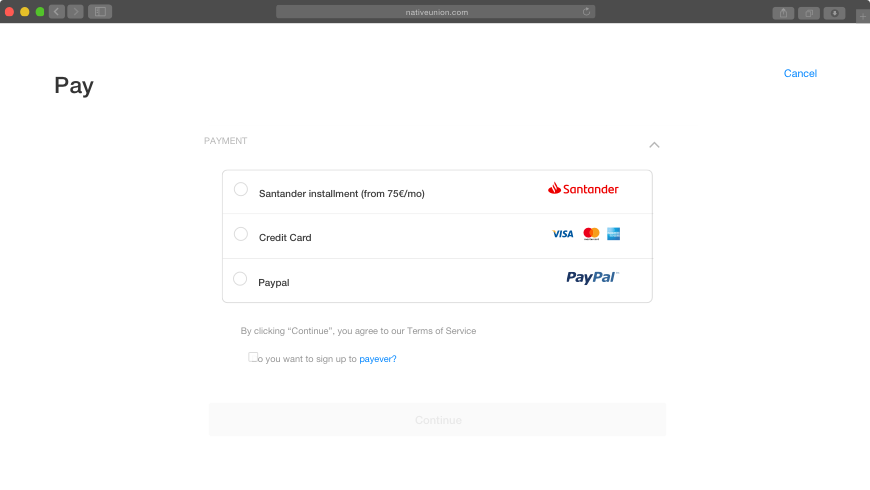 nativeunion.com
Pay
Cancel
PAYMENT
Santander installment (from 75€/mo)
Santander
Credit Card
VISA
Paypal
PayPal
By clicking “Continue”, you agree to our Terms of Service
o you want to sign up to payever?
Continue